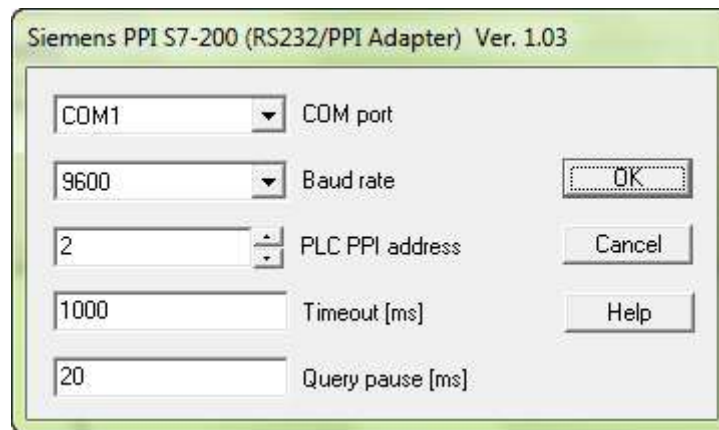 Siemens PPI S7-200 (RS232/PPI Adapter) Ver. 1.03
COM1 COM port
9600 Baud rate OK
2 PLC PPI address Cancel
1000 Timeout [ms] Help
20 Query pause [ms]